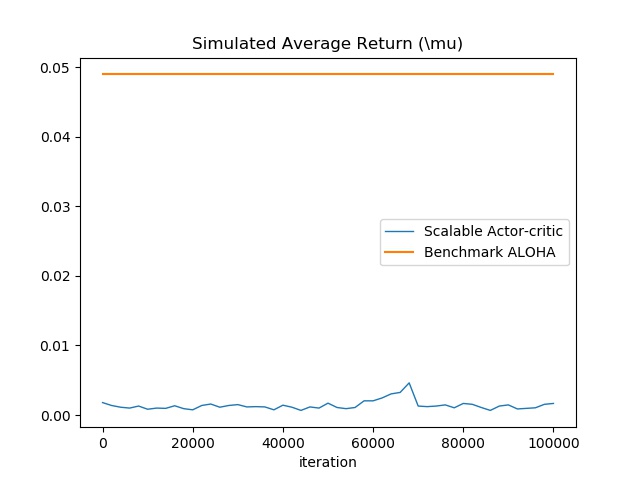 Simulated Average Return (\mu)
0.05
0.04
0.03
0.02
0.01
0.00
Scalable Actor-critic
Benchmark ALOHA
0 20000 40000 60000 80000 100000
iteration